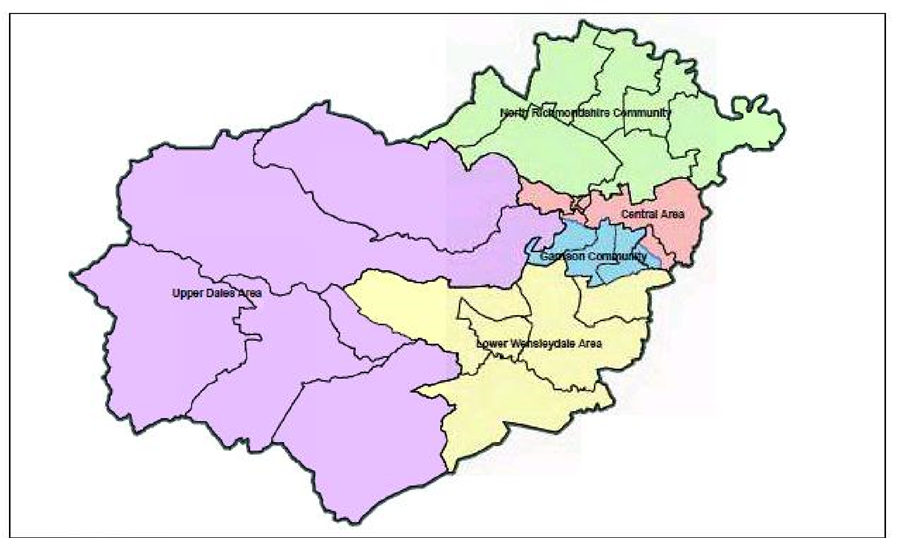 North Richmondshire Community
Central Area
Garrison Community
Upper Dales Area
Lower Wensleydale Area